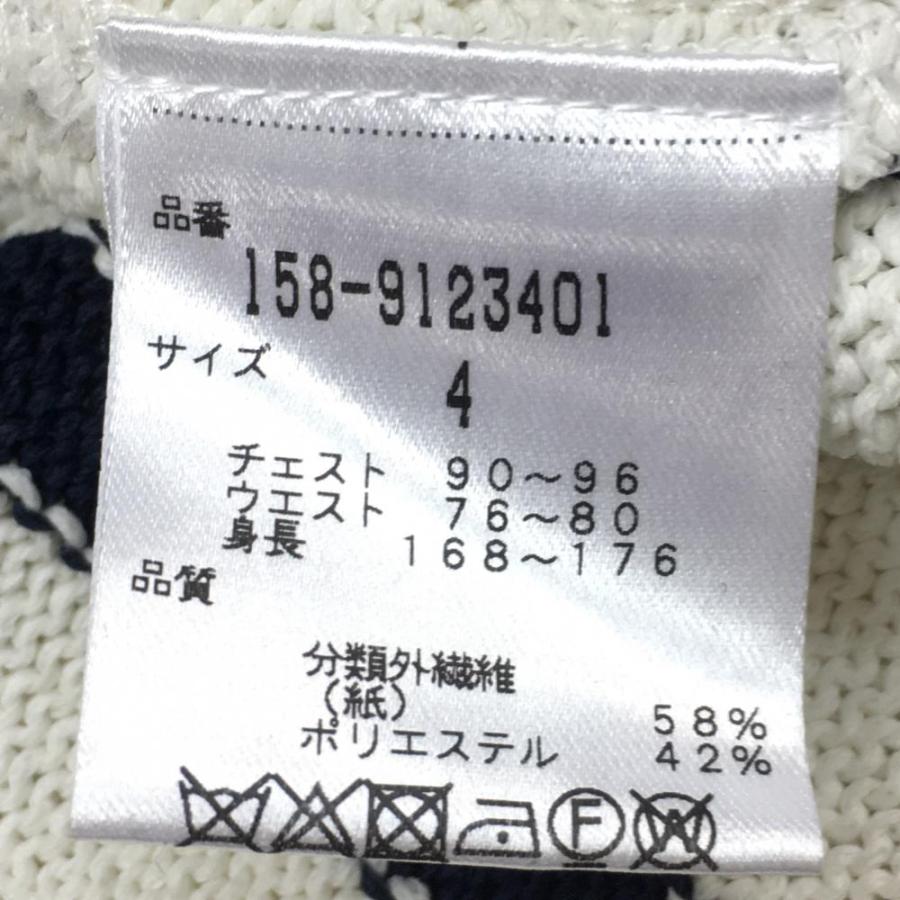 品番
158-9123401
サイズ
4
チェスト 90～96
ウエスト 76～80
身長 168～176
品質
分類外繊維
(紙) 58%
ポリエステル 42%
F W